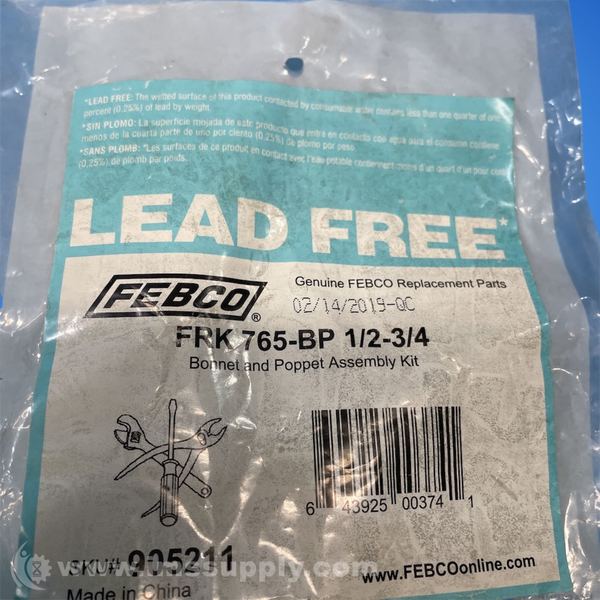 *LEAD FREE: The wetted surface of this product contacted by consumable water contains less than one quarter of one
percent (0.25%) of lead by weight.
*SIN PLOMO: La superficie mojada de este producto que entre en contacto con agua para el consumo contiene
menos de la cuarta parte de uno por ciento (0.25%) de plomo por peso.
*SANS PLOMB: *Les surfaces de ce produit en contact avec l'eau potable contiennent moins d'un quart d'un pour cent
(0,25%) de plomb par poids.
LEAD FREE*
FEBCO®
Genuine FEBCO Replacement Parts
02/14/2019-QC
FRK 765-BP 1/2-3/4
Bonnet and Poppet Assembly Kit
6 43925 00374 1
SKU# 905211
www.FEBCOonline.com
Made in China